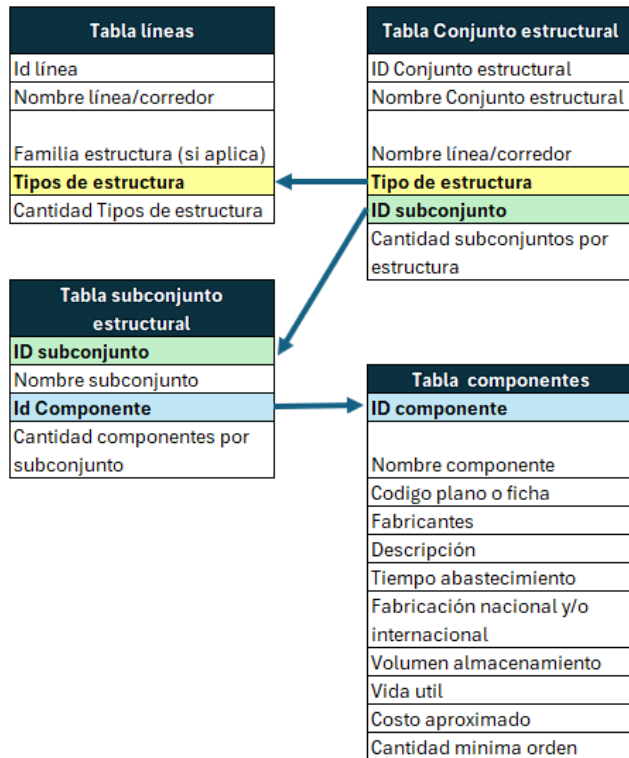 Tabla líneas
Id línea
Nombre línea/corredor
Familia estructura (si aplica)
Tipos de estructura
Cantidad Tipos de estructura
Tabla Conjunto estructural
ID Conjunto estructural
Nombre Conjunto estructural
Nombre línea/corredor
Tipo de estructura
ID subconjunto
Cantidad subconjuntos por
estructura
Tabla subconjunto
estructural
ID subconjunto
Nombre subconjunto
Id Componente
Cantidad componentes por
subconjunto
Tabla componentes
ID componente
Nombre componente
Codigo plano o ficha
Fabricantes
Descripción
Tiempo abastecimiento
Fabricación nacional y/o
internacional
Volumen almacenamiento
Vida util
Costo aproximado
Cantidad minima orden